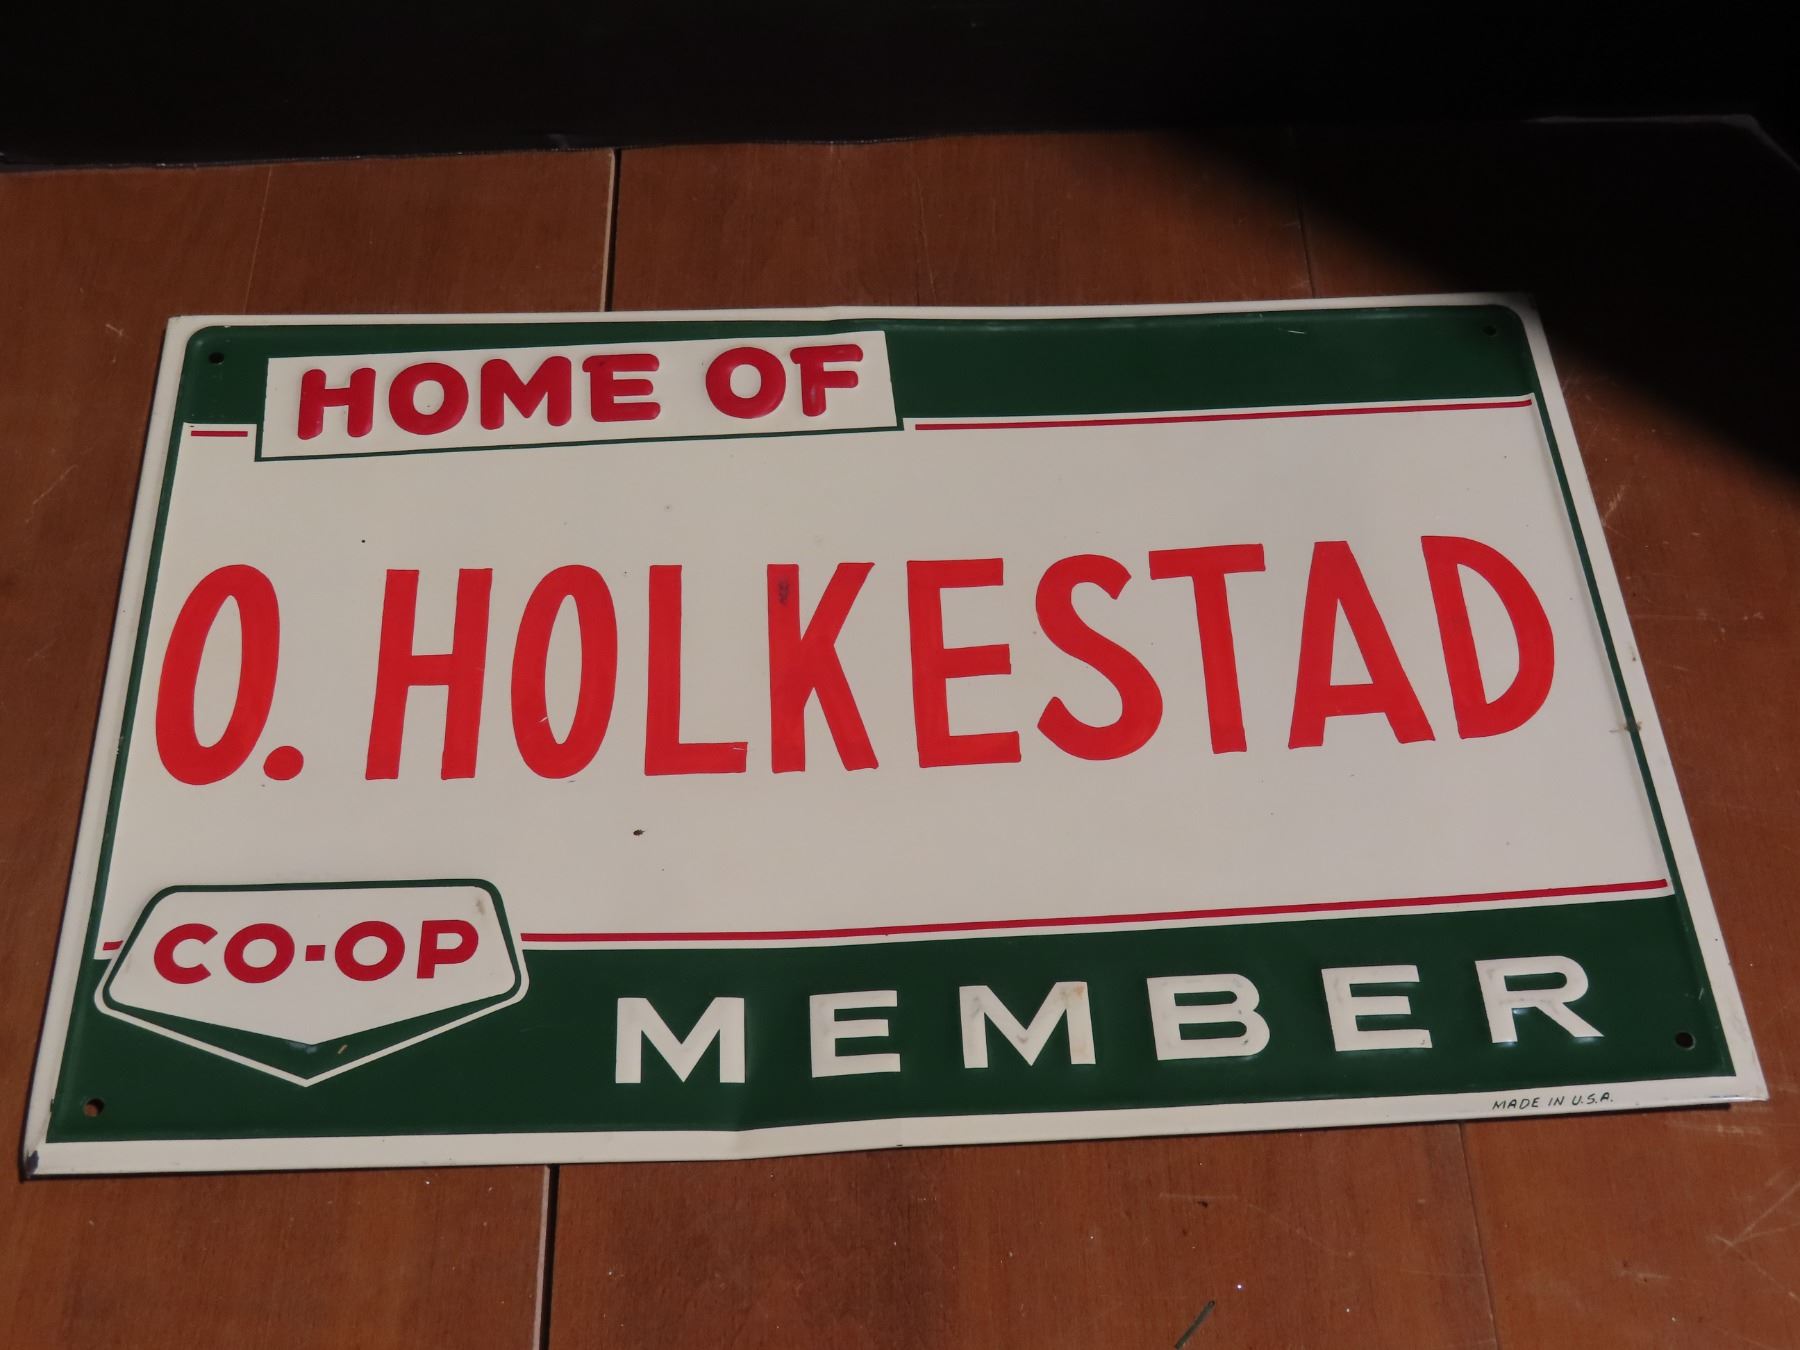 HOME OF
O. HOLKESTAD
CO-OP
MEMBER
MADE IN U.S.A.